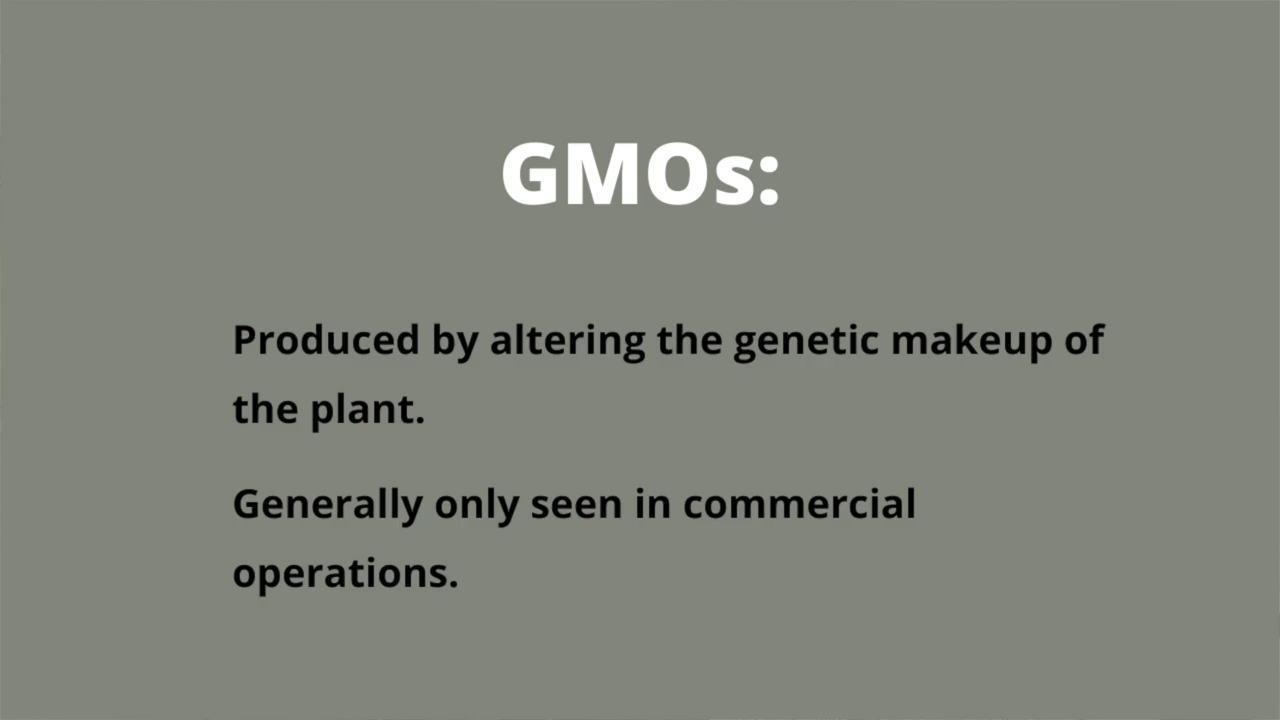 GMOs:
Produced by altering the genetic makeup of
the plant.
Generally only seen in commercial
operations.